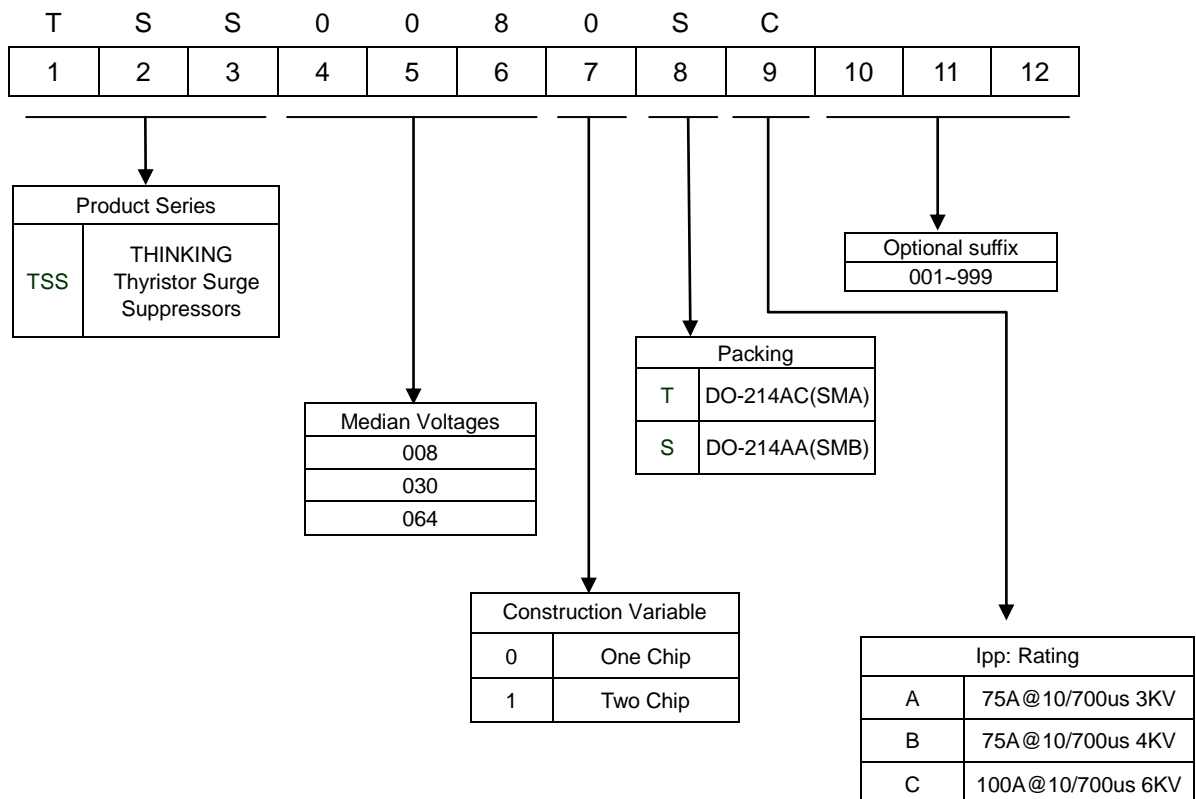 T S S 0 0 8 0 S C
1 2 3 4 5 6 7 8 9 10 11 12
Product Series
TSS THINKING
Thyristor Surge
Suppressors
Optional suffix
001~999
Packing
T DO-214AC(SMA)
S DO-214AA(SMB)
Median Voltages
008
030
064
Construction Variable
0 One Chip
1 Two Chip
Ipp: Rating
A 75A@10/700us 3KV
B 75A@10/700us 4KV
C 100A@10/700us 6KV